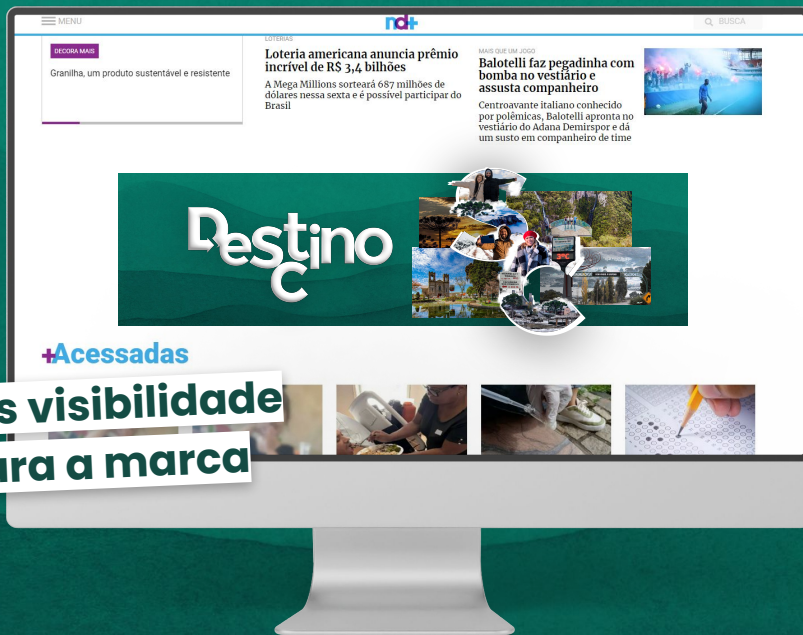 MENU
nd+
BUSCA
DECORA MAIS
Granilha, um produto sustentável e resistente
LOTERIAS
Loteria americana anuncia prêmio
incrível de R$ 3,4 bilhões
A Mega Millions sorteará 687 milhões de
dólares nessa sexta e é possível participar do
Brasil
MAIS QUE UM JOGO
Balotelli faz pegadinha com
bomba no vestiário e
assusta companheiro
Centroavante italiano conhecido
por polêmicas, Balotelli apronta no
vestiário do Adana Demirspor e dá
um susto em companheiro de time
Destino
C
3°C
+Acessadas
s visibilidade
ra a marca